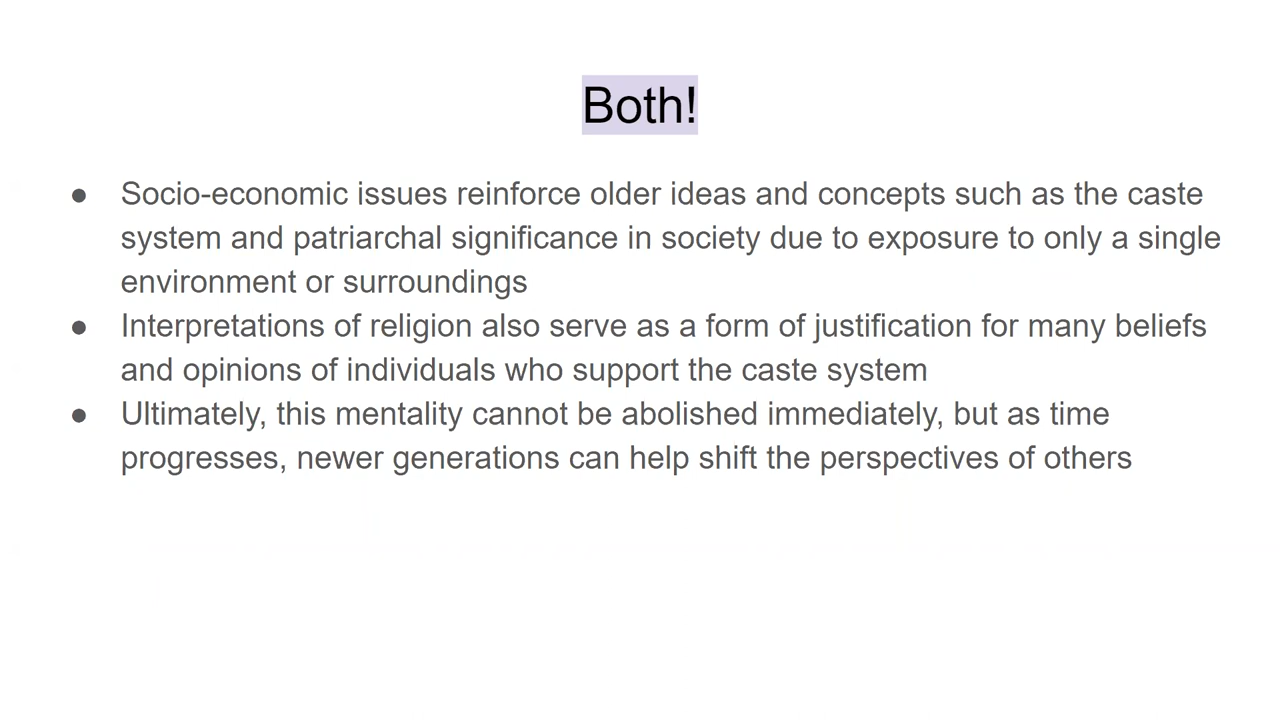 Both!
● Socio-economic issues reinforce older ideas and concepts such as the caste
system and patriarchal significance in society due to exposure to only a single
environment or surroundings
● Interpretations of religion also serve as a form of justification for many beliefs
and opinions of individuals who support the caste system
● Ultimately, this mentality cannot be abolished immediately, but as time
progresses, newer generations can help shift the perspectives of others